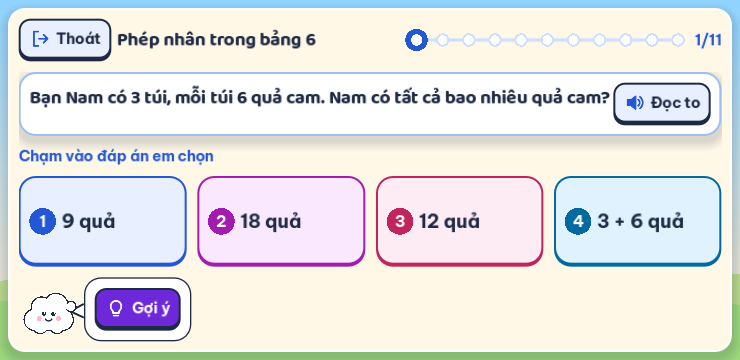 Thoát
Phép nhân trong bảng 6
1/11
Bạn Nam có 3 túi, mỗi túi 6 quả cam. Nam có tất cả bao nhiêu quả cam?
Đọc to
Chạm vào đáp án em chọn
1 9 quả
2 18 quả
3 12 quả
4 3 + 6 quả
Gợi ý